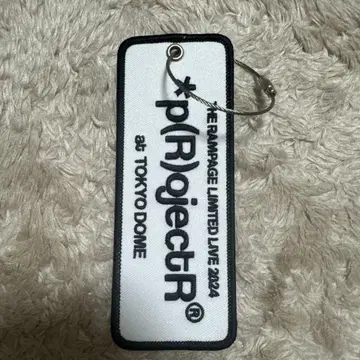 THE RAMPAGE LIMITED LIVE 2024
*p(R)ojectR®
at TOKYO DOME